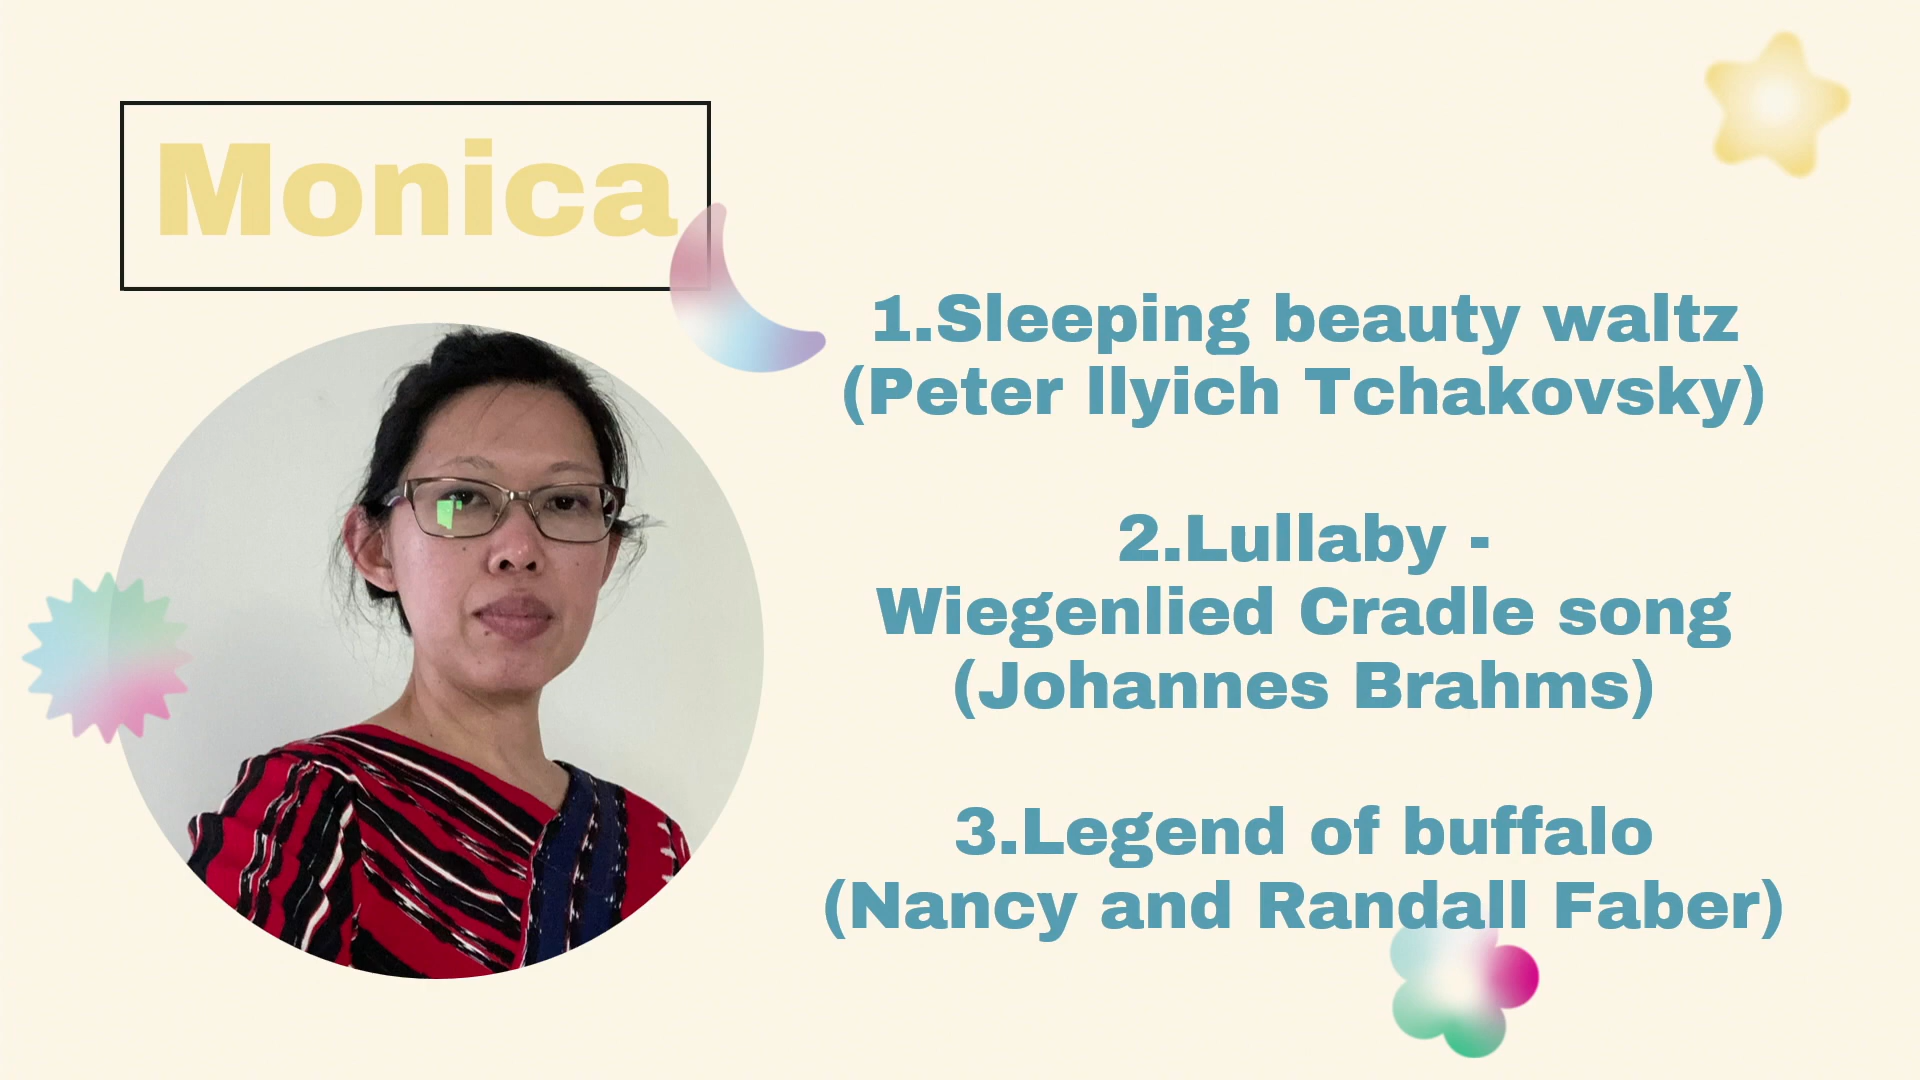 Monica
1.Sleeping beauty waltz
(Peter llyich Tchakovsky)
2.Lullaby -
Wiegenlied Cradle song
(Johannes Brahms)
3.Legend of buffalo
(Nancy and Randall Faber)